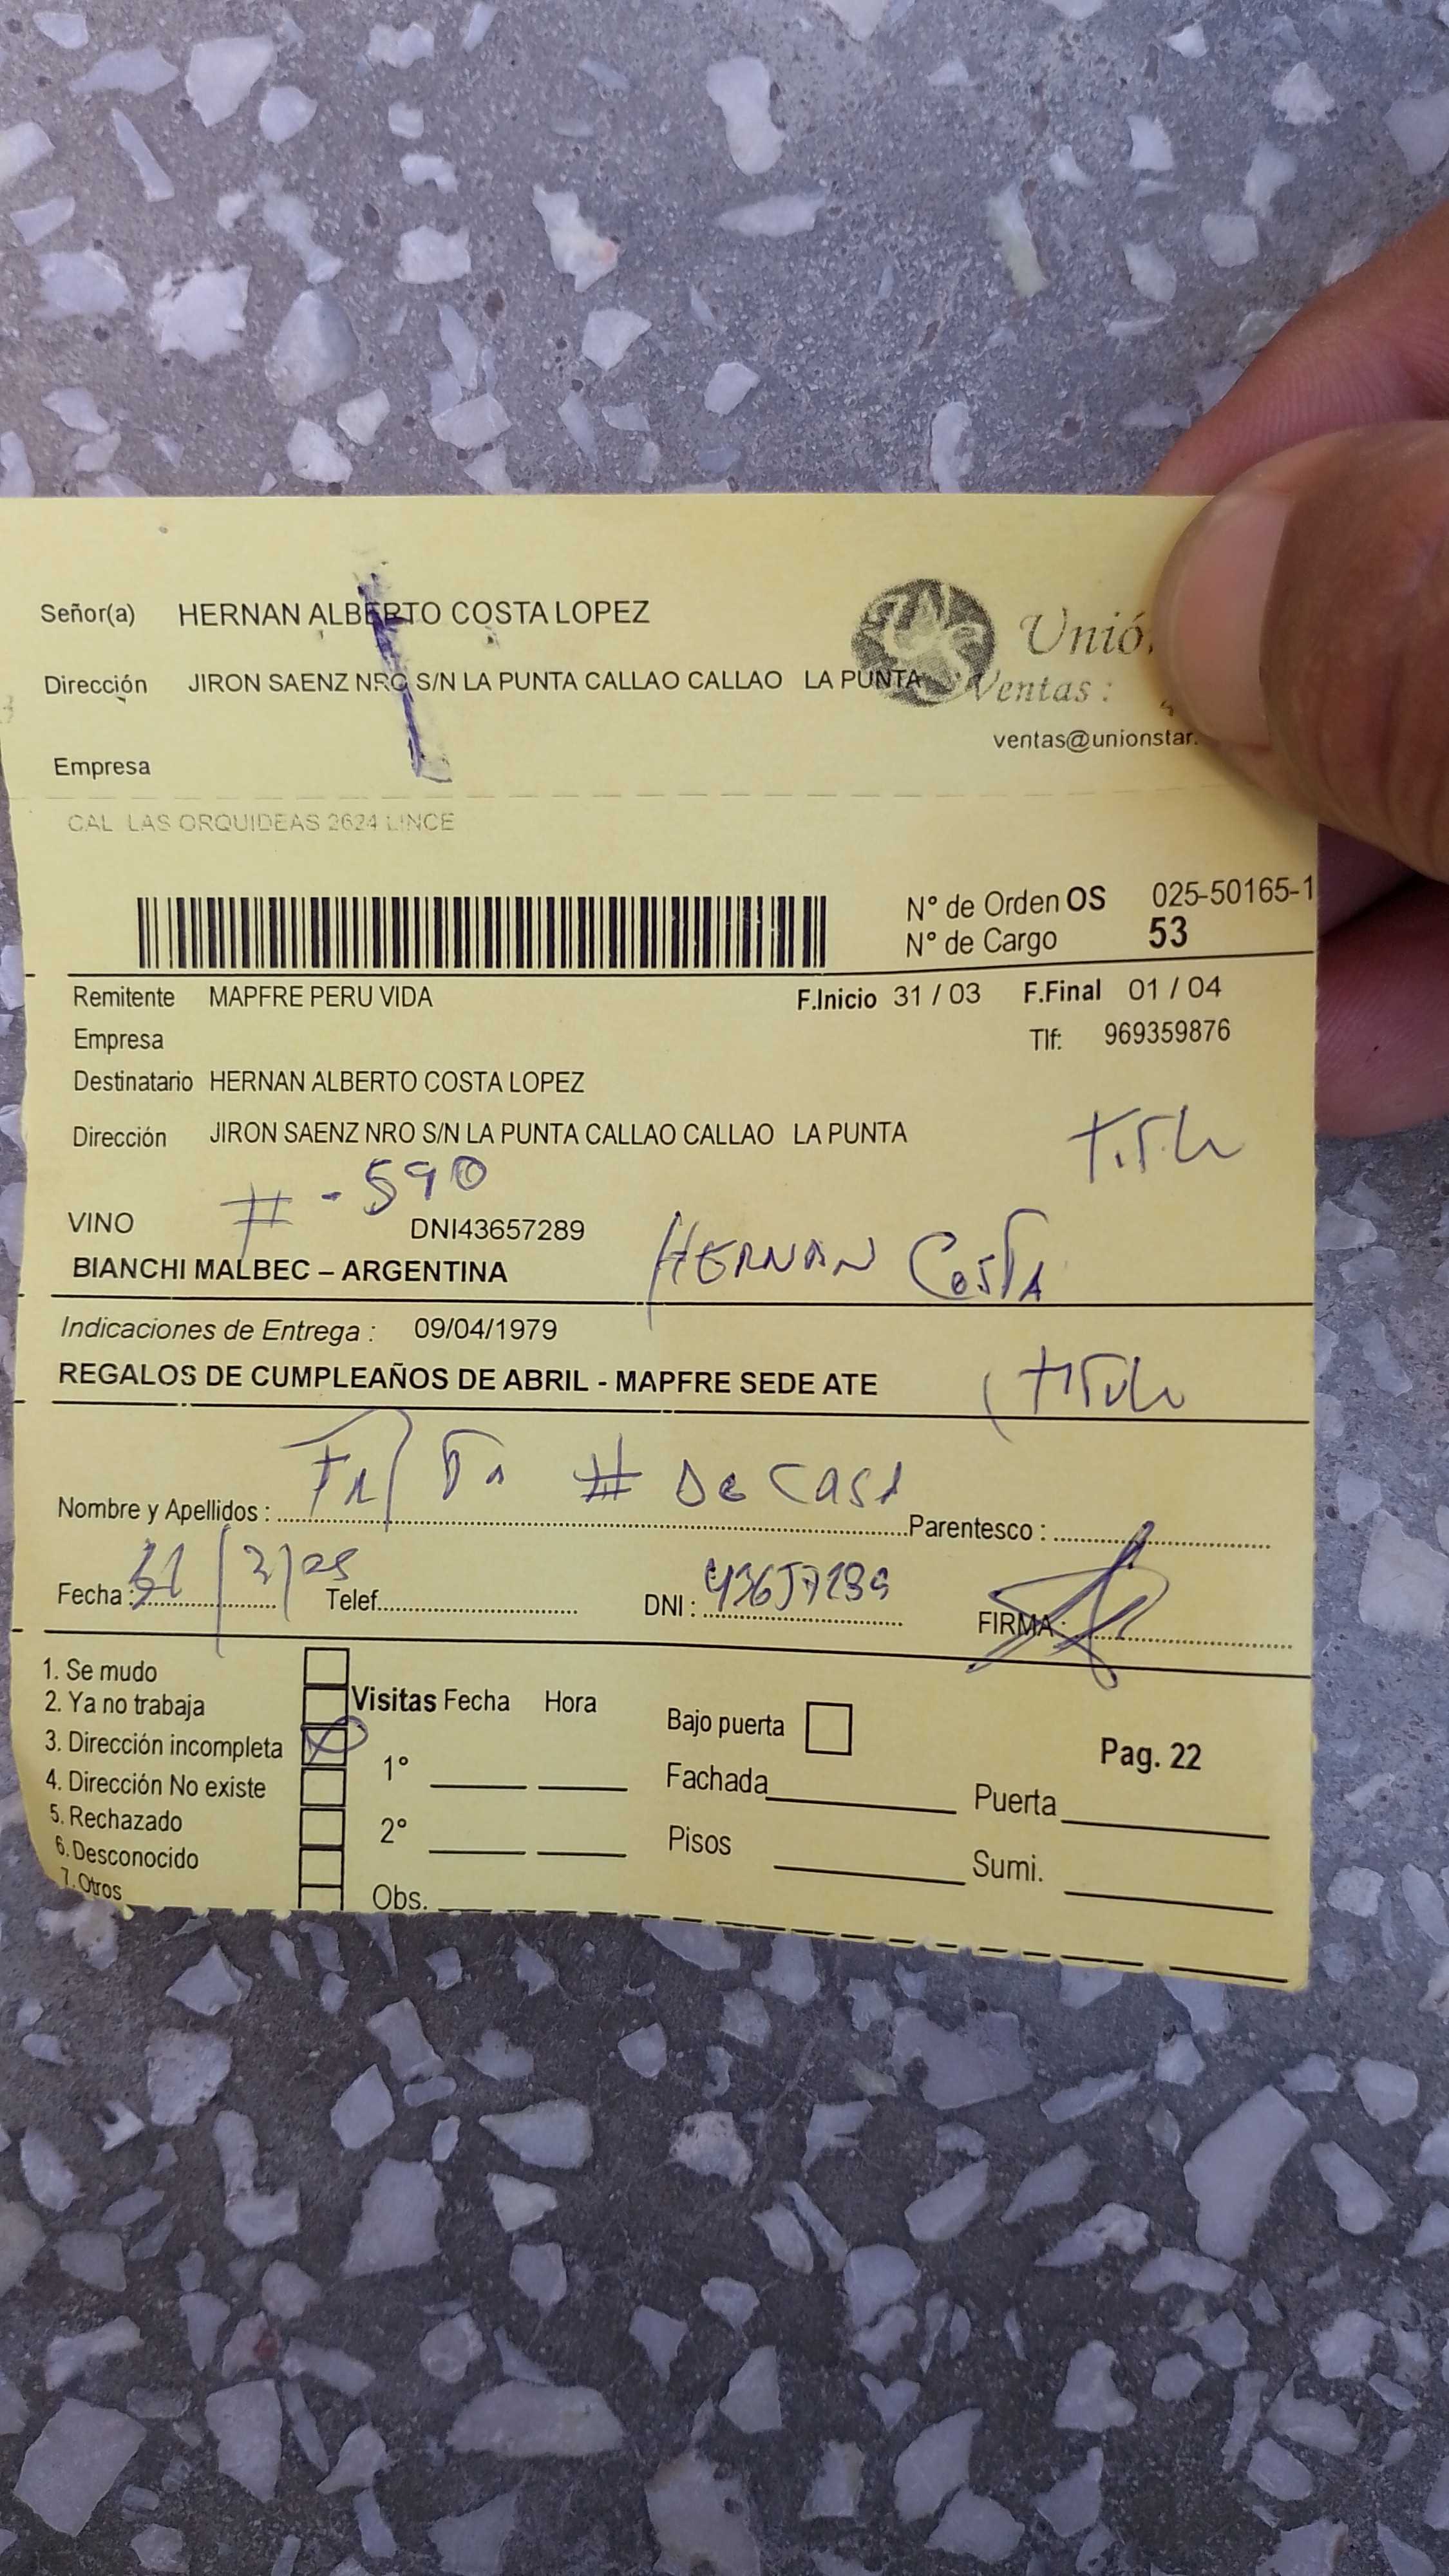 Señor(a) HERNAN ALBERTO COSTA LOPEZ
Unió
Dirección JIRON SAENZ NRO S/N LA PUNTA CALLAO CALLAO LA PUNTA
Ventas :
ventas@unionstar.
Empresa
CAL LAS ORQUIDEAS 2624 LINCE
N° de Orden OS 025-50165-1
N° de Cargo 53
Remitente MAPFRE PERU VIDA F.Inicio 31 / 03 F.Final 01 / 04
Empresa Tlf: 969359876
Destinatario HERNAN ALBERTO COSTA LOPEZ
Dirección JIRON SAENZ NRO S/N LA PUNTA CALLAO CALLAO LA PUNTA
# - 590
VINO DNI43657289
BIANCHI MALBEC – ARGENTINA HERNAN COSTA
Indicaciones de Entrega : 09/04/1979
REGALOS DE CUMPLEAÑOS DE ABRIL - MAPFRE SEDE ATE
# De casa
Nombre y Apellidos : Parentesco :
Fecha : 31/3/25 Telef. DNI : 43657289 FIRMA :
1. Se mudo
2. Ya no trabaja Visitas Fecha Hora Bajo puerta
3. Dirección incompleta 1° Pag. 22
4. Dirección No existe Fachada Puerta
5. Rechazado 2° Pisos
6. Desconocido Sumi.
7. Otros Obs.